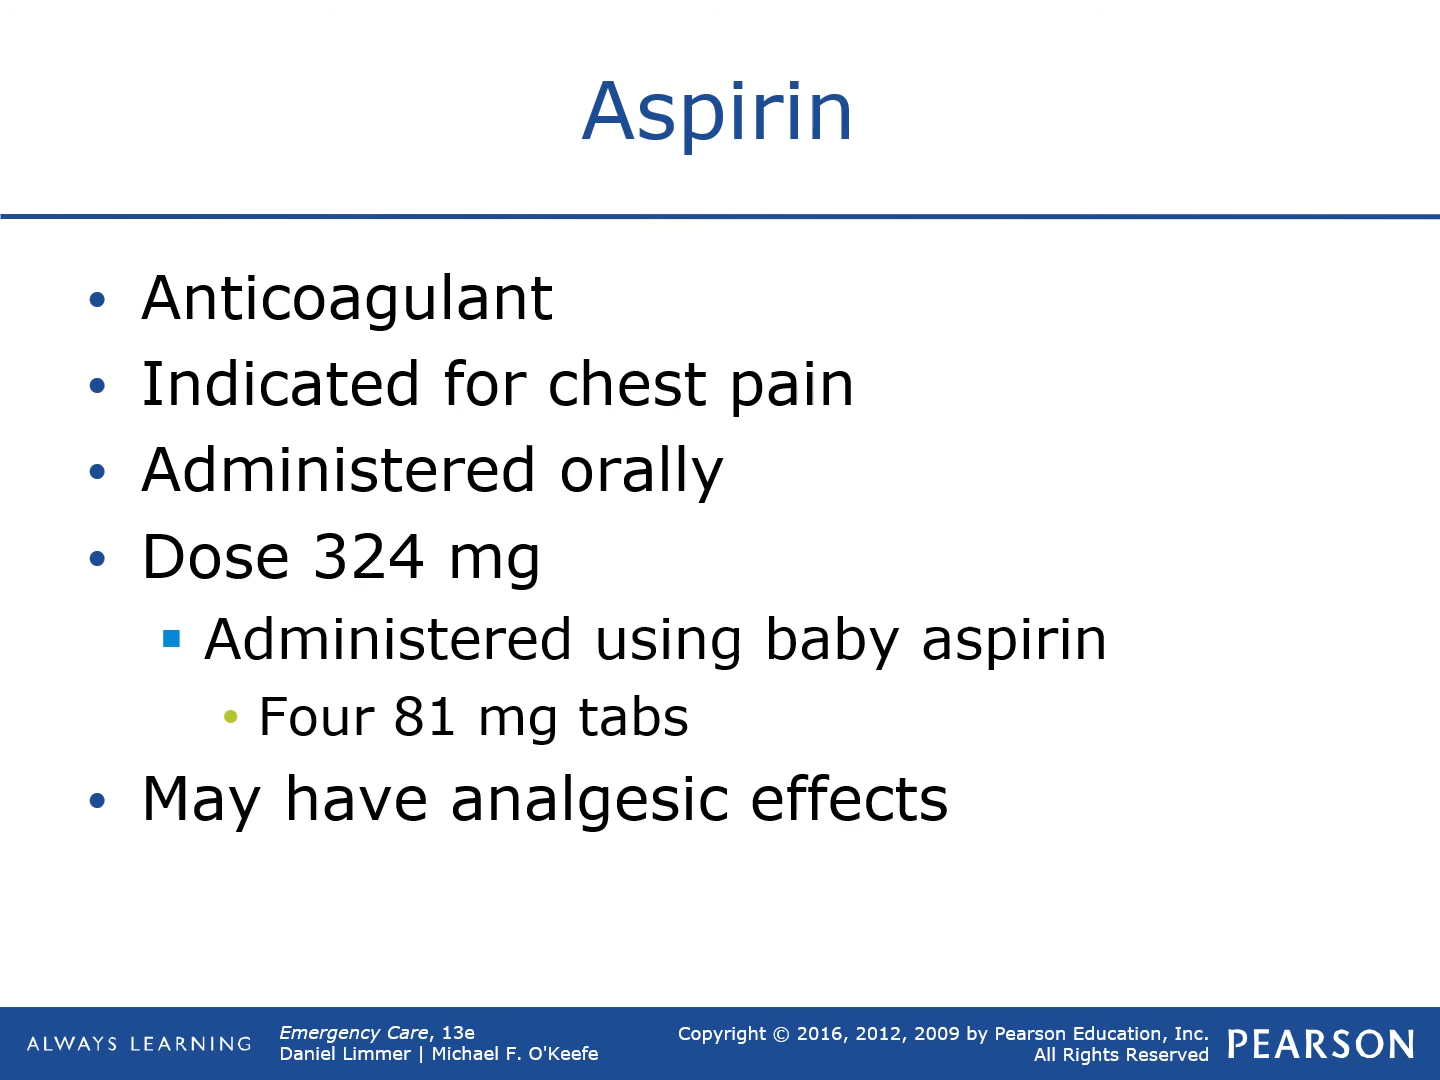 Aspirin
• Anticoagulant
• Indicated for chest pain
• Administered orally
• Dose 324 mg
▪ Administered using baby aspirin
• Four 81 mg tabs
• May have analgesic effects
ALWAYS LEARNING
Emergency Care, 13e
Daniel Limmer | Michael F. O'Keefe
Copyright © 2016, 2012, 2009 by Pearson Education, Inc.
All Rights Reserved
PEARSON